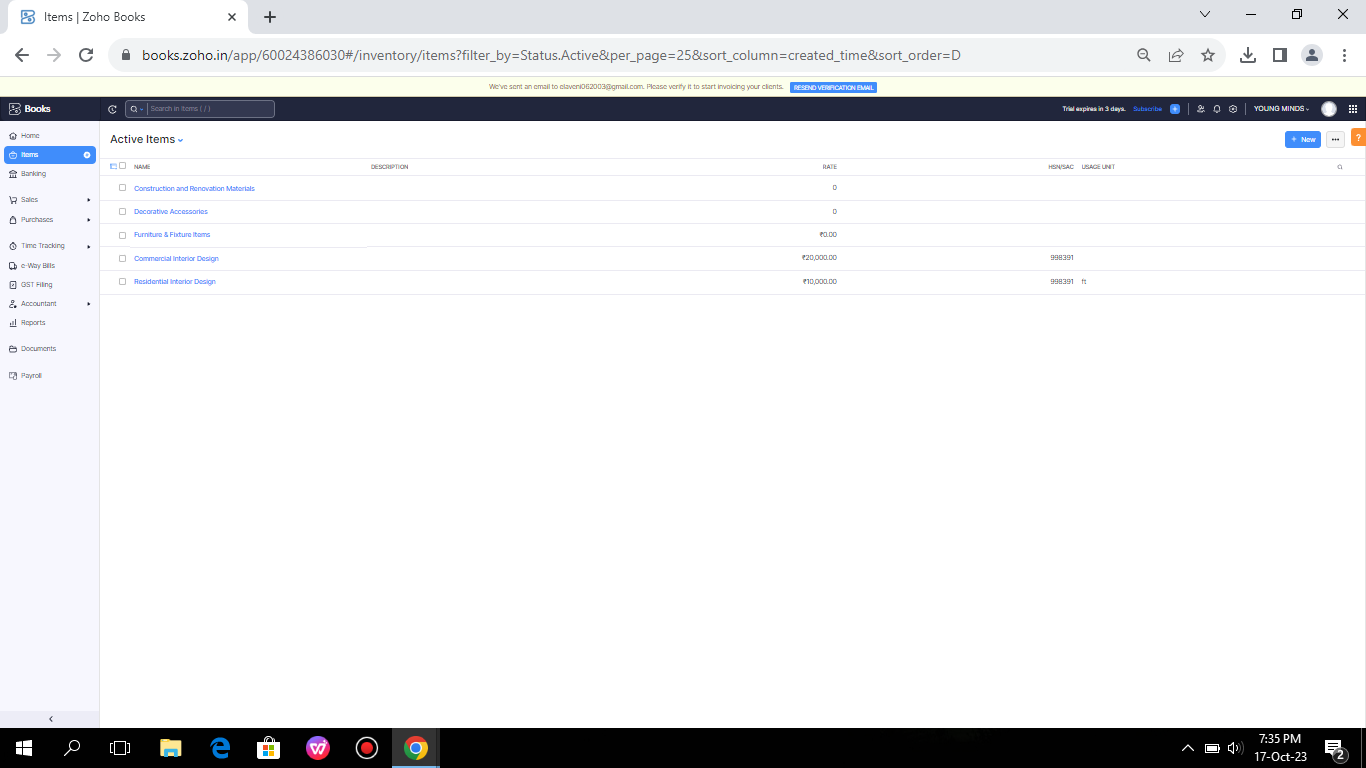 Items | Zoho Books
books.zoho.in/app/60024386030#/inventory/items?filter_by=Status.Active&per_page=25&sort_column=created_time&sort_order=D
We've sent an email to elaveni062003@gmail.com. Please verify it to start invoicing your clients. RESEND VERIFICATION EMAIL
Books
Search in Items ( / )
Trial expires in 3 days. Subscribe
YOUNG MINDS
Home
Items
Banking
Sales
Purchases
Time Tracking
e-Way Bills
GST Filing
Accountant
Reports
Documents
Payroll
Active Items
+ New
?
NAME DESCRIPTION RATE HSN/SAC USAGE UNIT
Construction and Renovation Materials 0
Decorative Accessories 0
Furniture & Fixture Items ₹0.00
Commercial Interior Design ₹20,000.00 998391
Residential Interior Design ₹10,000.00 998391 ft
7:35 PM
17-Oct-23
2